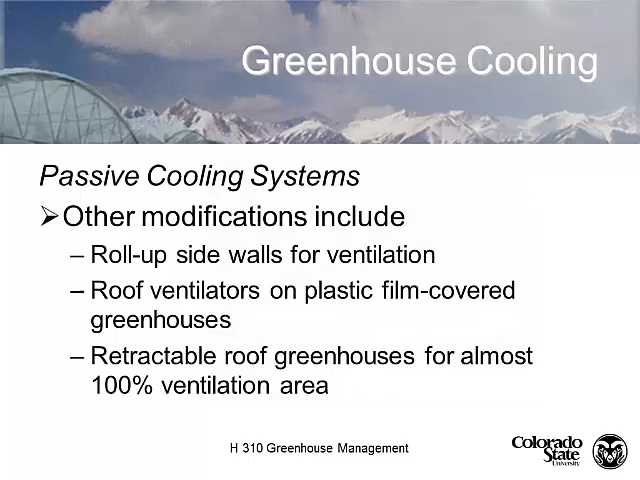 Greenhouse Cooling
Passive Cooling Systems
➢Other modifications include
– Roll-up side walls for ventilation
– Roof ventilators on plastic film-covered
greenhouses
– Retractable roof greenhouses for almost
100% ventilation area
H 310 Greenhouse Management
Colorado
State
University